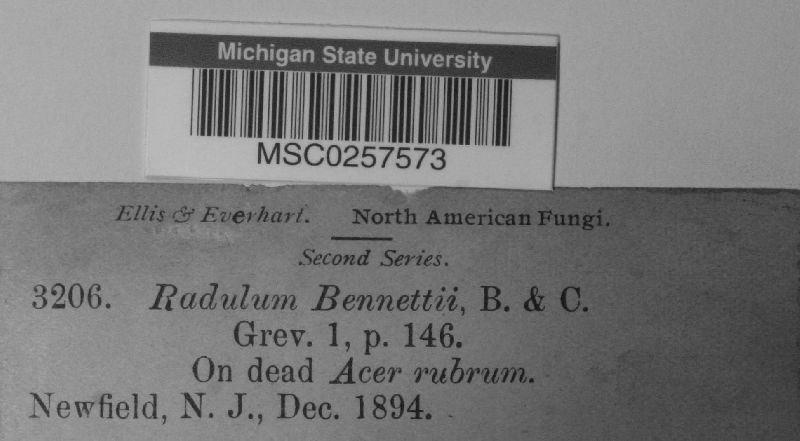 Michigan State University
MSC0257573
Ellis & Everhart. North American Fungi.
Second Series.
3206. Radulum Bennettii, B. & C.
Grev. 1, p. 146.
On dead Acer rubrum.
Newfield, N. J., Dec. 1894.